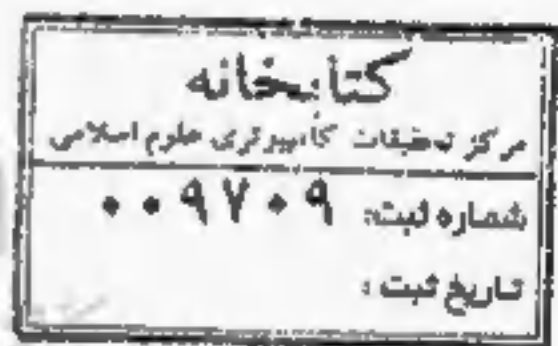 کتابخانه
مرکز تحقیقات کامپیوتری علوم اسلامی
شماره ثبت: ۰۰۹۷۰۹
تاریخ ثبت: